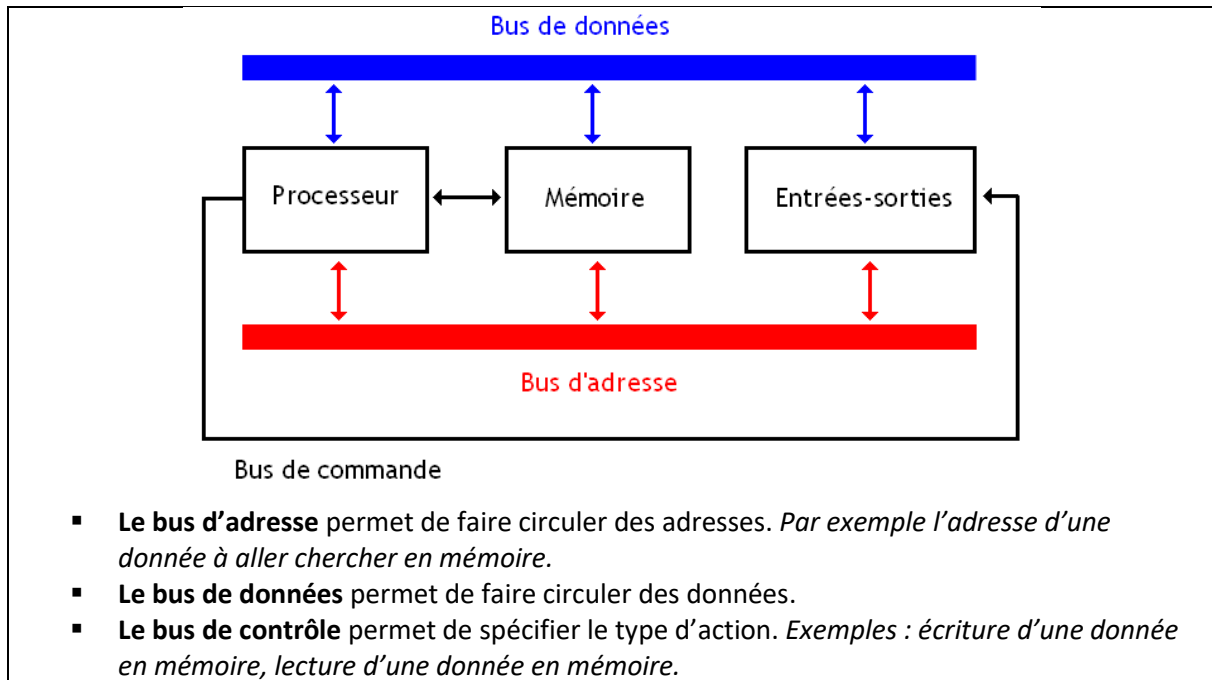 Bus de données
Processeur
Mémoire
Entrées-sorties
Bus d'adresse
Bus de commande
▪ Le bus d’adresse permet de faire circuler des adresses. Par exemple l’adresse d’une
donnée à aller chercher en mémoire.
▪ Le bus de données permet de faire circuler des données.
▪ Le bus de contrôle permet de spécifier le type d’action. Exemples : écriture d’une donnée
en mémoire, lecture d’une donnée en mémoire.